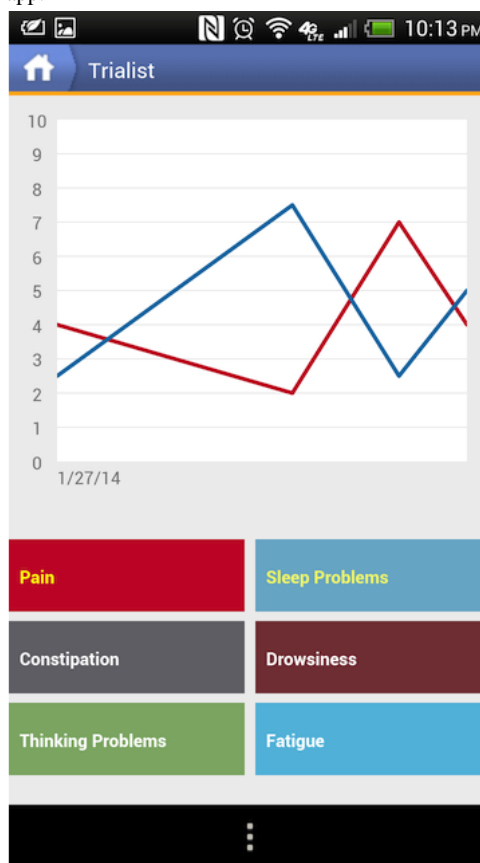 10:13 PM
Trialist
10
9
8
7
6
5
4
3
2
1
0
1/27/14
Pain
Sleep Problems
Constipation
Drowsiness
Thinking Problems
Fatigue